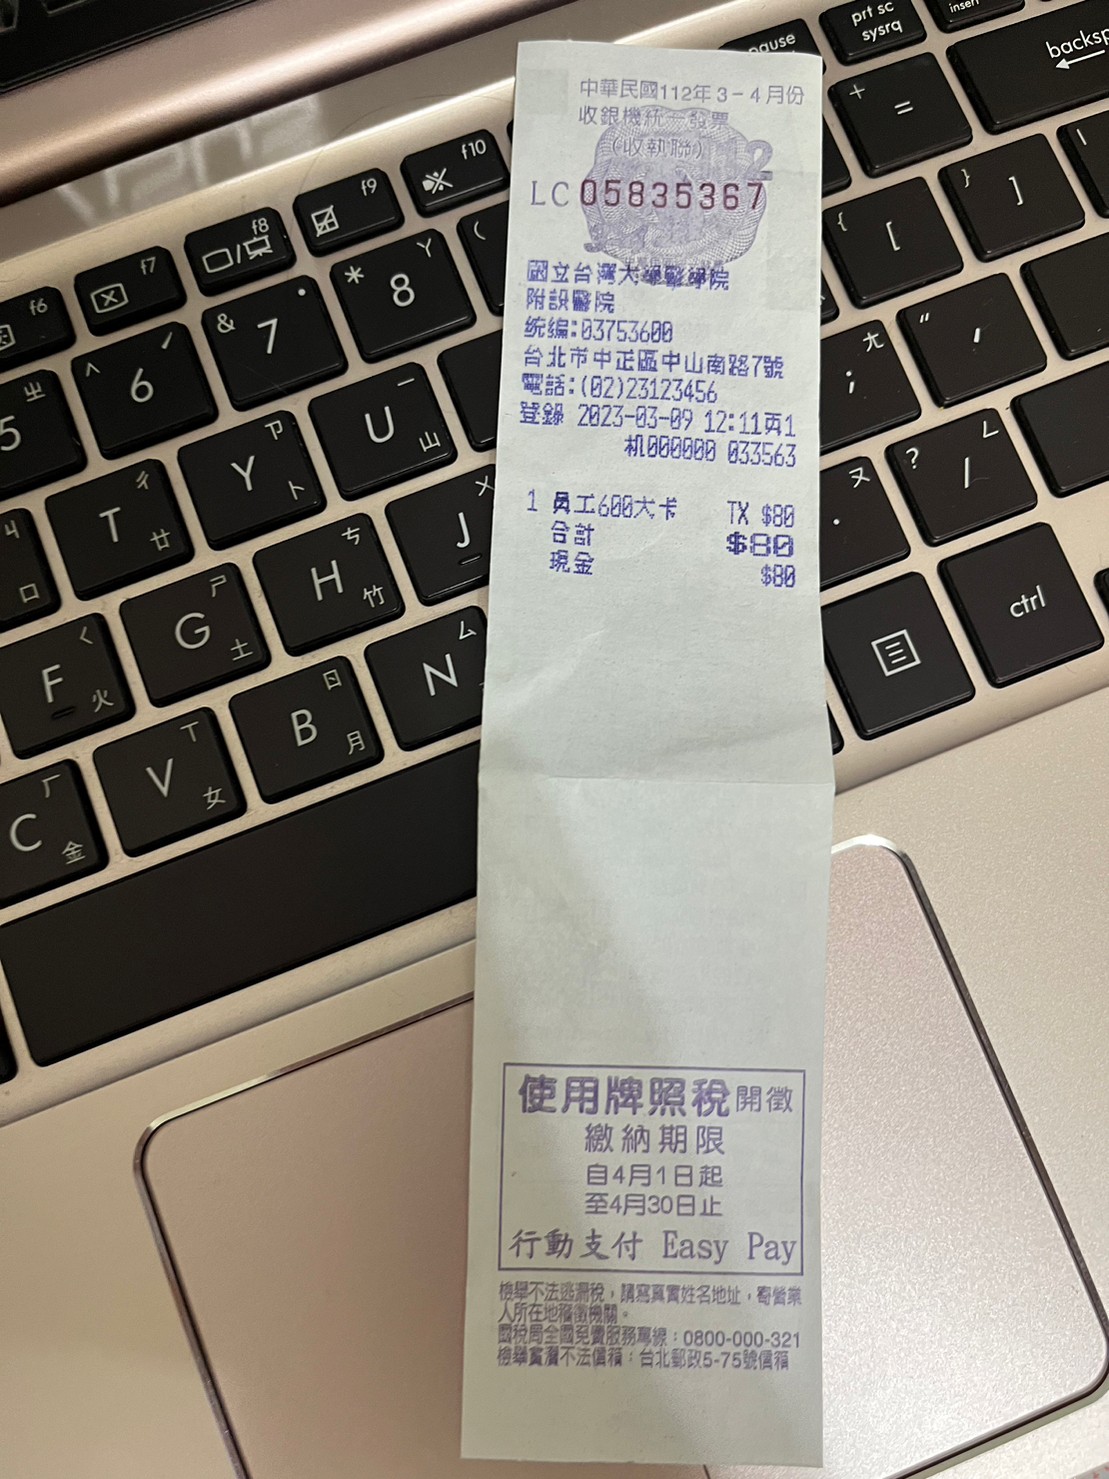 中華民國112年3-4月份
收銀機統一發票
(收執聯)
LC 05835367
國立台灣大學醫學院
附設醫院
統編:03753600
台北市中正區中山南路7號
電話:(02)23123456
登錄 2023-03-09 12:11頁1
机000000 033563
1 員工600大卡 TX $80
合計 $80
現金 $80
使用牌照稅開徵
繳納期限
自4月1日起
至4月30日止
行動支付 Easy Pay
檢舉不法逃漏稅,請寫真實姓名地址,寄營業
人所在地稽徵機關。
國稅局全國免費服務專線:0800-000-321
檢舉賣瀆不法信箱:台北郵政5-75號信箱
pause
prt sc
sysrq
insert
backsp
f6
f7
f8
f9
f10
+ =
{ [
} ]
5 ㄓ
^ 6 ˊ
& 7 ˙
* 8
Y
(
T ㄔ 廿
Y ㄗ 卜
U ㄧ 山
; ㄤ
" '
F ㄑ 火
G ㄕ 土
H ㄘ 竹
J ㄨ
. ㄡ
? / ㄥ
C ㄏ 金
V ㄒ 女
B ㄖ 月
N ㄙ
ctrl